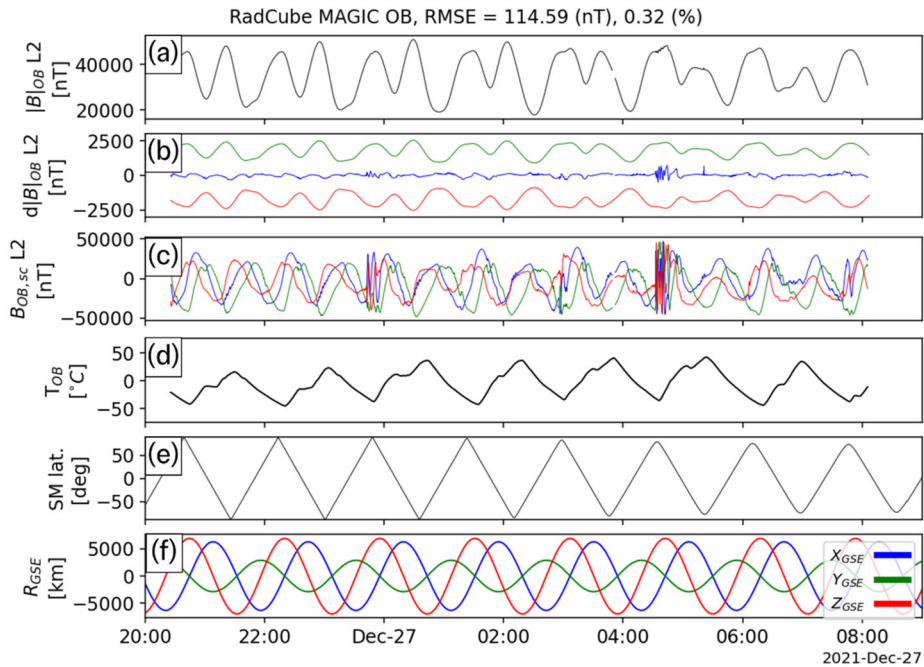 RadCube MAGIC OB, RMSE = 114.59 (nT), 0.32 (%)
(a)
|B|OB L2
[nT]
40000
20000
(b)
d|B|OB L2
[nT]
2500
0
−2500
(c)
BOB, sc L2
[nT]
50000
0
−50000
(d)
TOB
[°C]
50
0
−50
(e)
SM lat.
[deg]
50
0
−50
(f)
RGSE
[km]
5000
0
−5000
XGSE
YGSE
ZGSE
20:00 22:00 Dec-27 02:00 04:00 06:00 08:00
2021-Dec-27